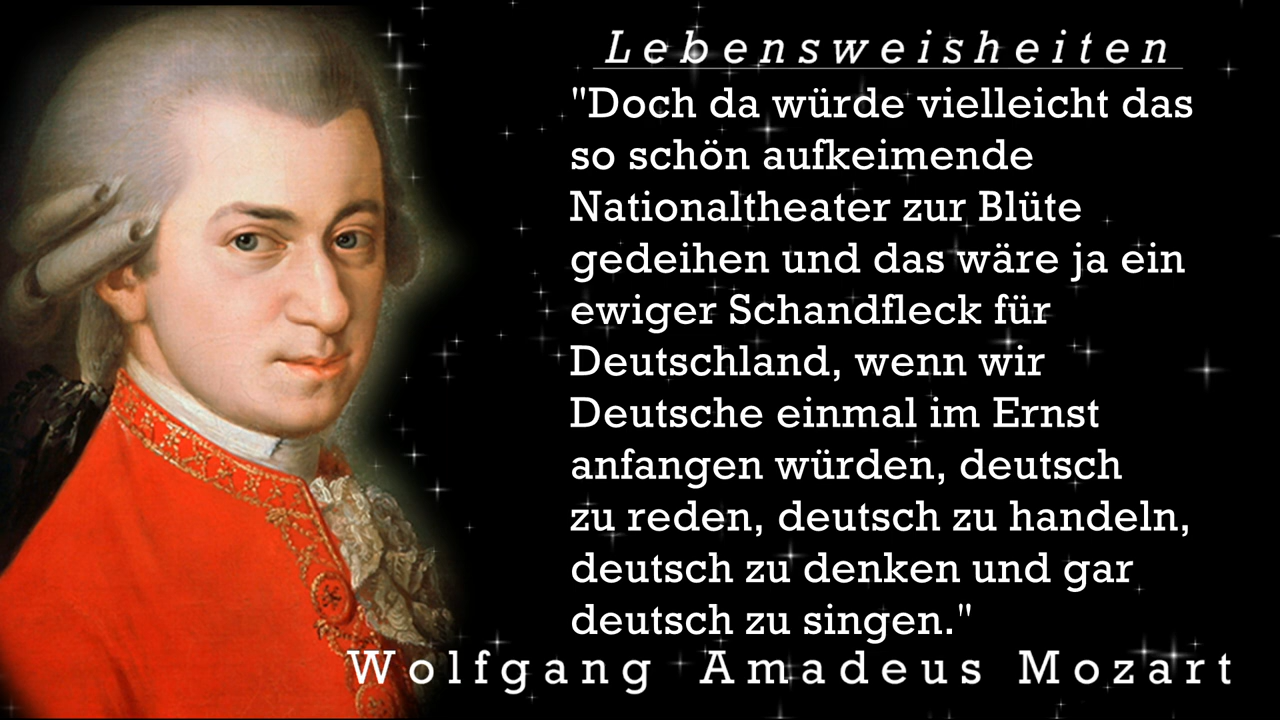 Lebensweisheiten
"Doch da würde vielleicht das
so schön aufkeimende
Nationaltheater zur Blüte
gedeihen und das wäre ja ein
ewiger Schandfleck für
Deutschland, wenn wir
Deutsche einmal im Ernst
anfangen würden, deutsch
zu reden, deutsch zu handeln,
deutsch zu denken und gar
deutsch zu singen."
Wolfgang Amadeus Mozart